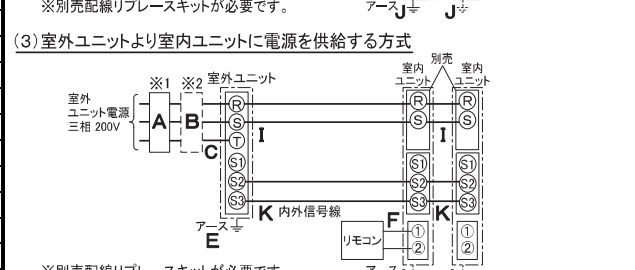 ※別売配線リプレースキットが必要です。
アース J J
(3)室外ユニットより室内ユニットに電源を供給する方式
別売
※1 ※2 室外ユニット 室内ユニット 室内ユニット
室外
ユニット電源
三相 200V
A B C
R S T S1 S2 S3
I
R S S1 S2 S3
I
R S S1 S2 S3
K 内外信号線
K
アース
E
リモコン
F
① ②
① ②
※別売配線リプレースキットが必要です
アース